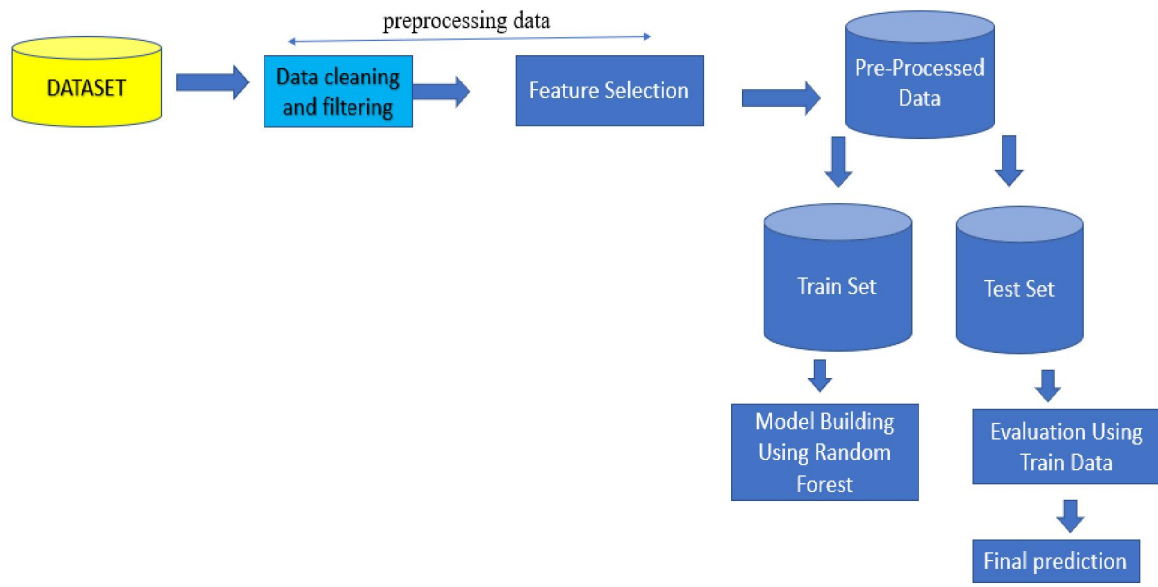 preprocessing data
DATASET
Data cleaning
and filtering
Feature Selection
Pre-Processed
Data
Train Set
Test Set
Model Building
Using Random
Forest
Evaluation Using
Train Data
Final prediction